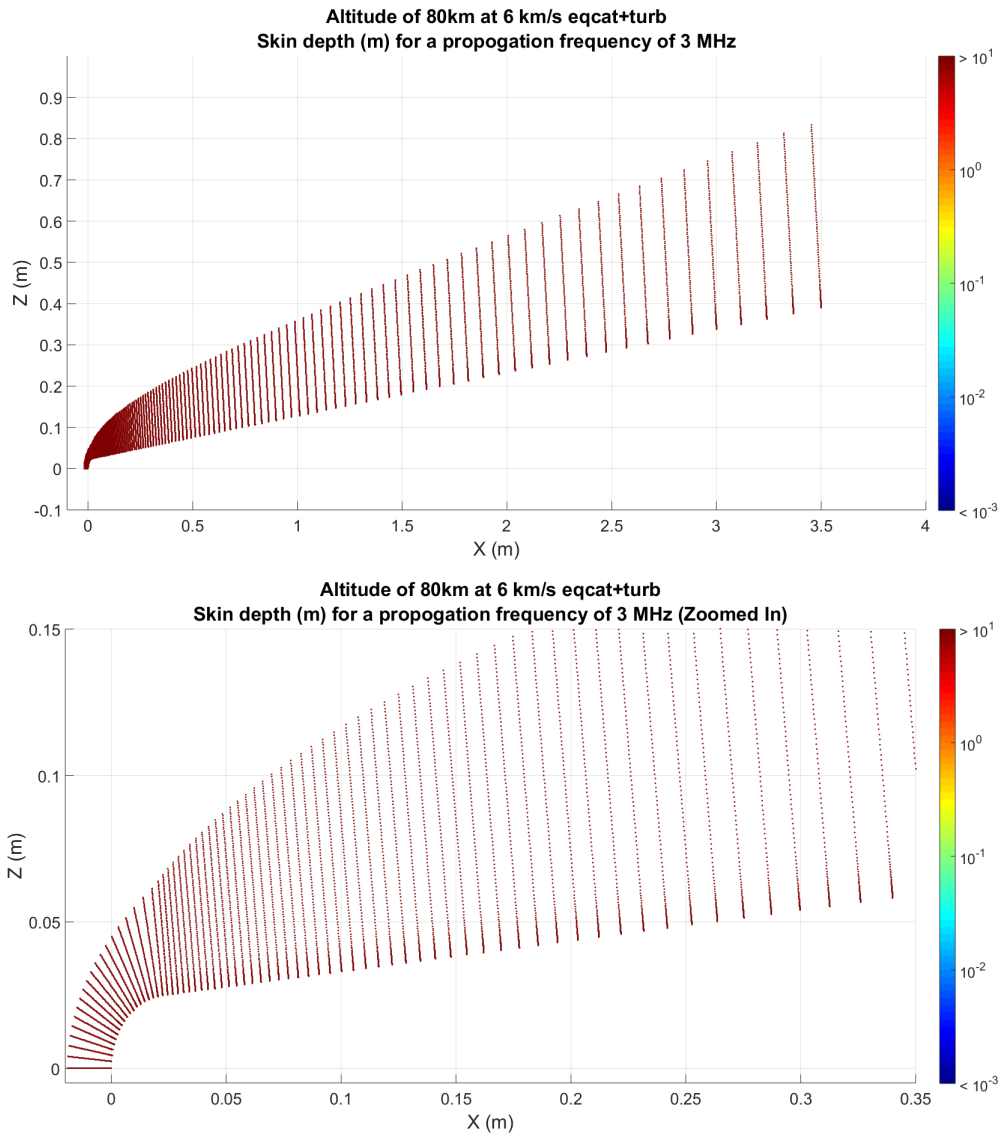 Altitude of 80km at 6 km/s eqcat+turb
Skin depth (m) for a propogation frequency of 3 MHz
> 10^1
0.9
0.8
10^0
0.7
0.6
Z (m)
0.5
10^-1
0.4
0.3
10^-2
0.2
0.1
0
-0.1
< 10^-3
0 0.5 1 1.5 2 2.5 3 3.5 4
X (m)
Altitude of 80km at 6 km/s eqcat+turb
Skin depth (m) for a propogation frequency of 3 MHz (Zoomed In)
0.15
> 10^1
10^0
0.1
Z (m)
10^-1
0.05
10^-2
0
< 10^-3
0 0.05 0.1 0.15 0.2 0.25 0.3 0.35
X (m)